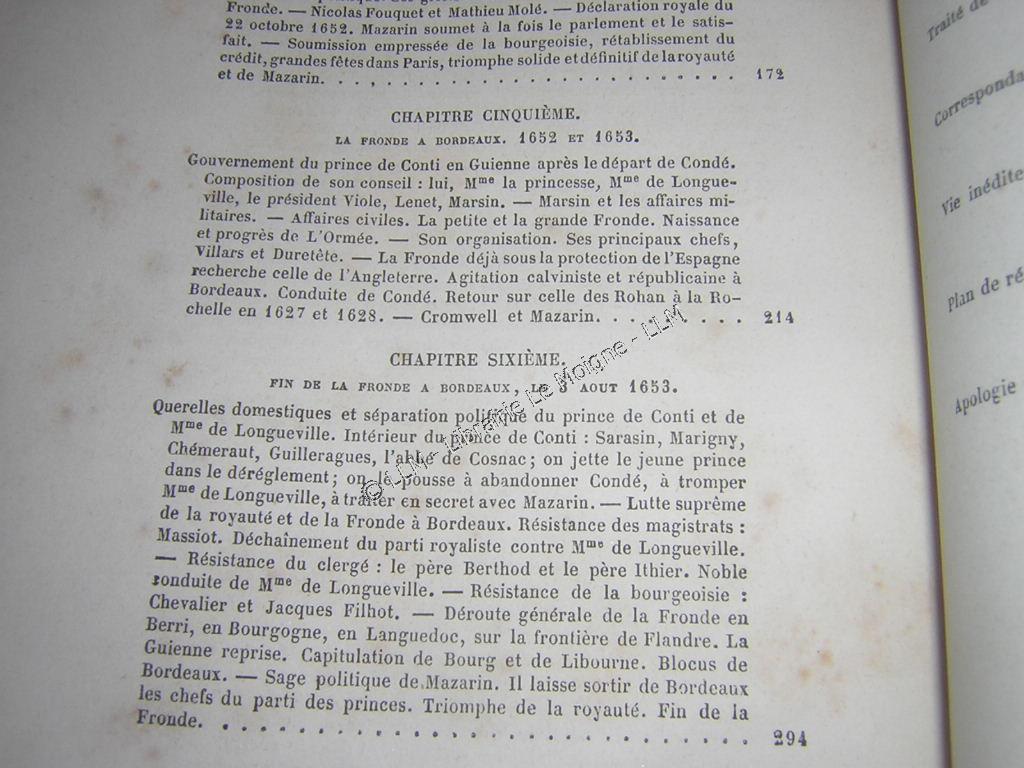 Fronde. — Nicolas Fouquet et Mathieu Molé. — Déclaration royale du
22 octobre 1652. Mazarin soumet à la fois le parlement et le satis-
fait. — Soumission empressée de la bourgeoisie, rétablissement du
crédit, grandes fêtes dans Paris, triomphe solide et définitif de la royauté
et de Mazarin. . . . . . . . . . . . . . . . . . . . . . 172
CHAPITRE CINQUIÈME.
LA FRONDE A BORDEAUX. 1652 ET 1653.
Gouvernement du prince de Conti en Guienne après le départ de Condé.
Composition de son conseil : lui, Mme la princesse, Mme de Longue-
ville, le président Viole, Lenet, Marsin. — Marsin et les affaires mi-
litaires. — Affaires civiles. La petite et la grande Fronde. Naissance
et progrès de L'Ormée. — Son organisation. Ses principaux chefs,
Villars et Duretête. — La Fronde déjà sous la protection de l'Espagne
recherche celle de l'Angleterre. Agitation calviniste et républicaine à
Bordeaux. Conduite de Condé. Retour sur celle des Rohan à la Ro-
chelle en 1627 et 1628. — Cromwell et Mazarin. . . . . . . . . 214
CHAPITRE SIXIÈME.
FIN DE LA FRONDE A BORDEAUX, LE 3 AOUT 1653.
Querelles domestiques et séparation politique du prince de Conti et de
Mme de Longueville. Intérieur du prince de Conti : Sarasin, Marigny,
Chémeraut, Guilleragues, l'abbé de Cosnac; on jette le jeune prince
dans le déréglement; on le pousse à abandonner Condé, à tromper
Mme de Longueville, à traiter en secret avec Mazarin. — Lutte suprême
de la royauté et de la Fronde à Bordeaux. Résistance des magistrats :
Massiot. Déchaînement du parti royaliste contre Mme de Longueville.
— Résistance du clergé : le père Berthod et le père Ithier. Noble
conduite de Mme de Longueville. — Résistance de la bourgeoisie :
Chevalier et Jacques Filhot. — Déroute générale de la Fronde en
Berri, en Bourgogne, en Languedoc, sur la frontière de Flandre. La
Guienne reprise. Capitulation de Bourg et de Libourne. Blocus de
Bordeaux. — Sage politique de Mazarin. Il laisse sortir de Bordeaux
les chefs du parti des princes. Triomphe de la royauté. Fin de la
Fronde. . . . . . . . . . . . . . . . . . . . . . . . . 294
© LLM - Librairie Le Moigne - LLM
Traité de
Corresponda
Vie inédite
Plan de ré
Apologie